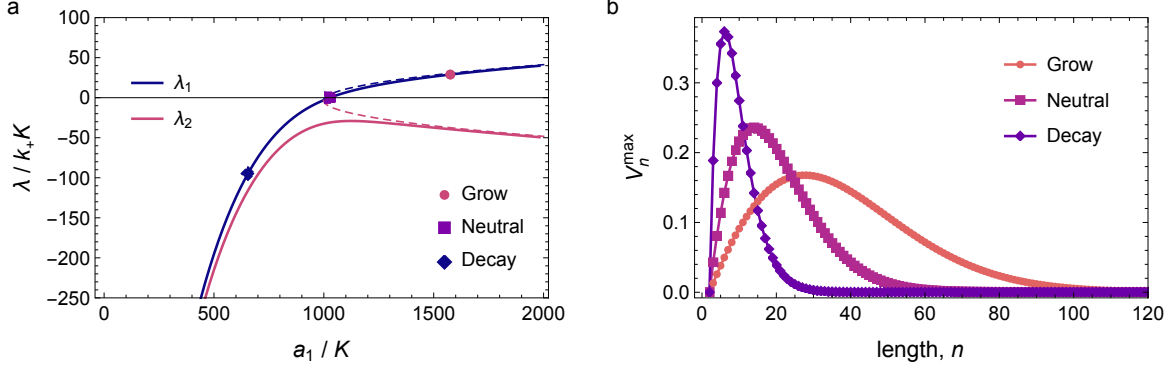 a
100
50
0
−50
−100
−150
−200
−250
λ / k₊K
λ₁
λ₂
Grow
Neutral
Decay
0
500
1000
1500
2000
a₁ / K
b
0.3
0.2
0.1
0.0
Vₙᵐᵃˣ
Grow
Neutral
Decay
0
20
40
60
80
100
120
length, n